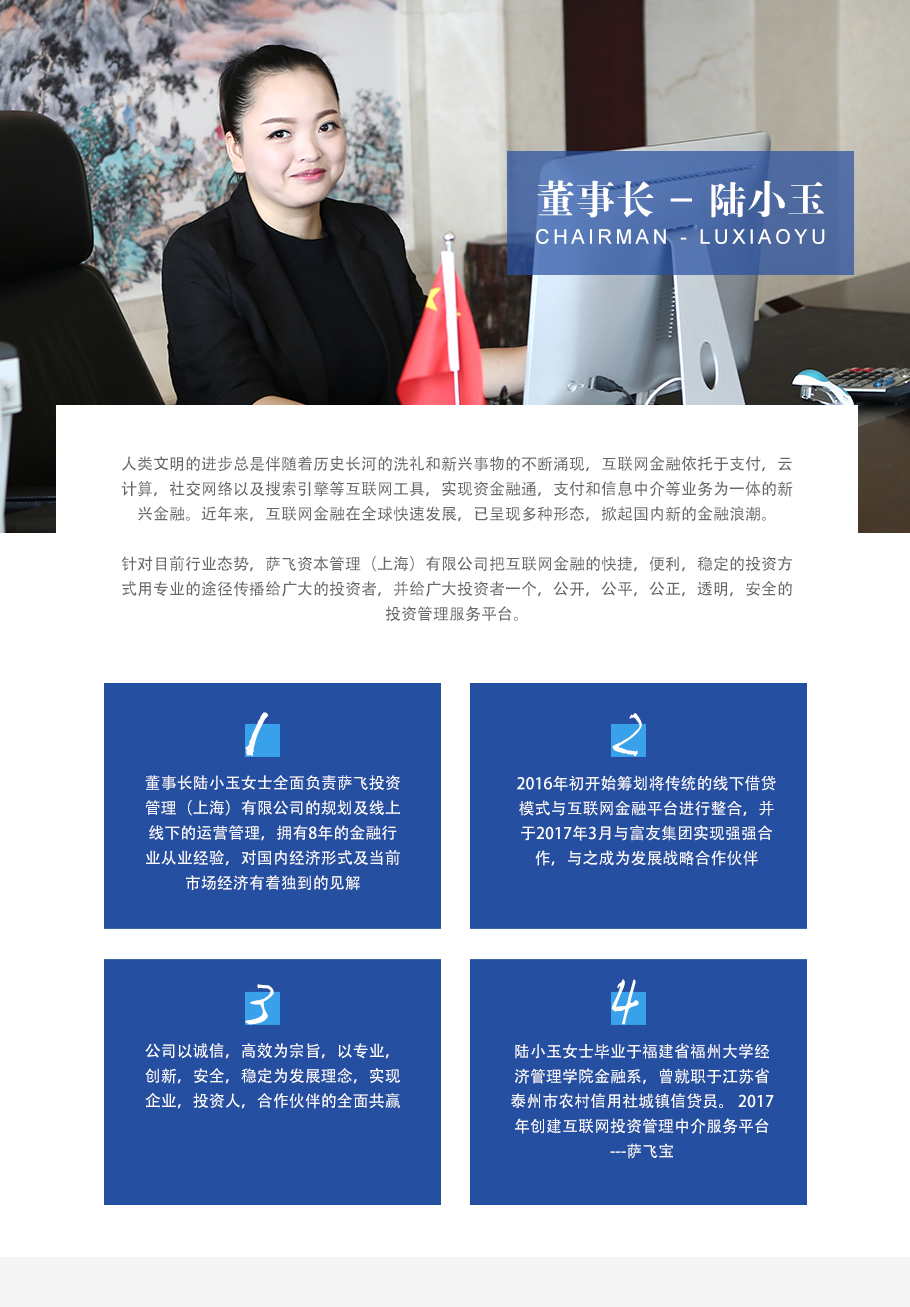 董事长 – 陆小玉
CHAIRMAN - LUXIAOYU
人类文明的进步总是伴随着历史长河的洗礼和新兴事物的不断涌现，互联网金融依托于支付，云
计算，社交网络以及搜索引擎等互联网工具，实现资金融通，支付和信息中介等业务为一体的新
兴金融。近年来，互联网金融在全球快速发展，已呈现多种形态，掀起国内新的金融浪潮。
针对目前行业态势，萨飞资本管理（上海）有限公司把互联网金融的快捷，便利，稳定的投资方
式用专业的途径传播给广大的投资者，并给广大投资者一个，公开，公平，公正，透明，安全的
投资管理服务平台。
1
董事长陆小玉女士全面负责萨飞投资
管理（上海）有限公司的规划及线上
线下的运营管理，拥有8年的金融行
业从业经验，对国内经济形式及当前
市场经济有着独到的见解
2
2016年初开始筹划将传统的线下借贷
模式与互联网金融平台进行整合，并
于2017年3月与富友集团实现强强合
作，与之成为发展战略合作伙伴
3
公司以诚信，高效为宗旨，以专业，
创新，安全，稳定为发展理念，实现
企业，投资人，合作伙伴的全面共赢
4
陆小玉女士毕业于福建省福州大学经
济管理学院金融系，曾就职于江苏省
泰州市农村信用社城镇信贷员。 2017
年创建互联网投资管理中介服务平台
---萨飞宝